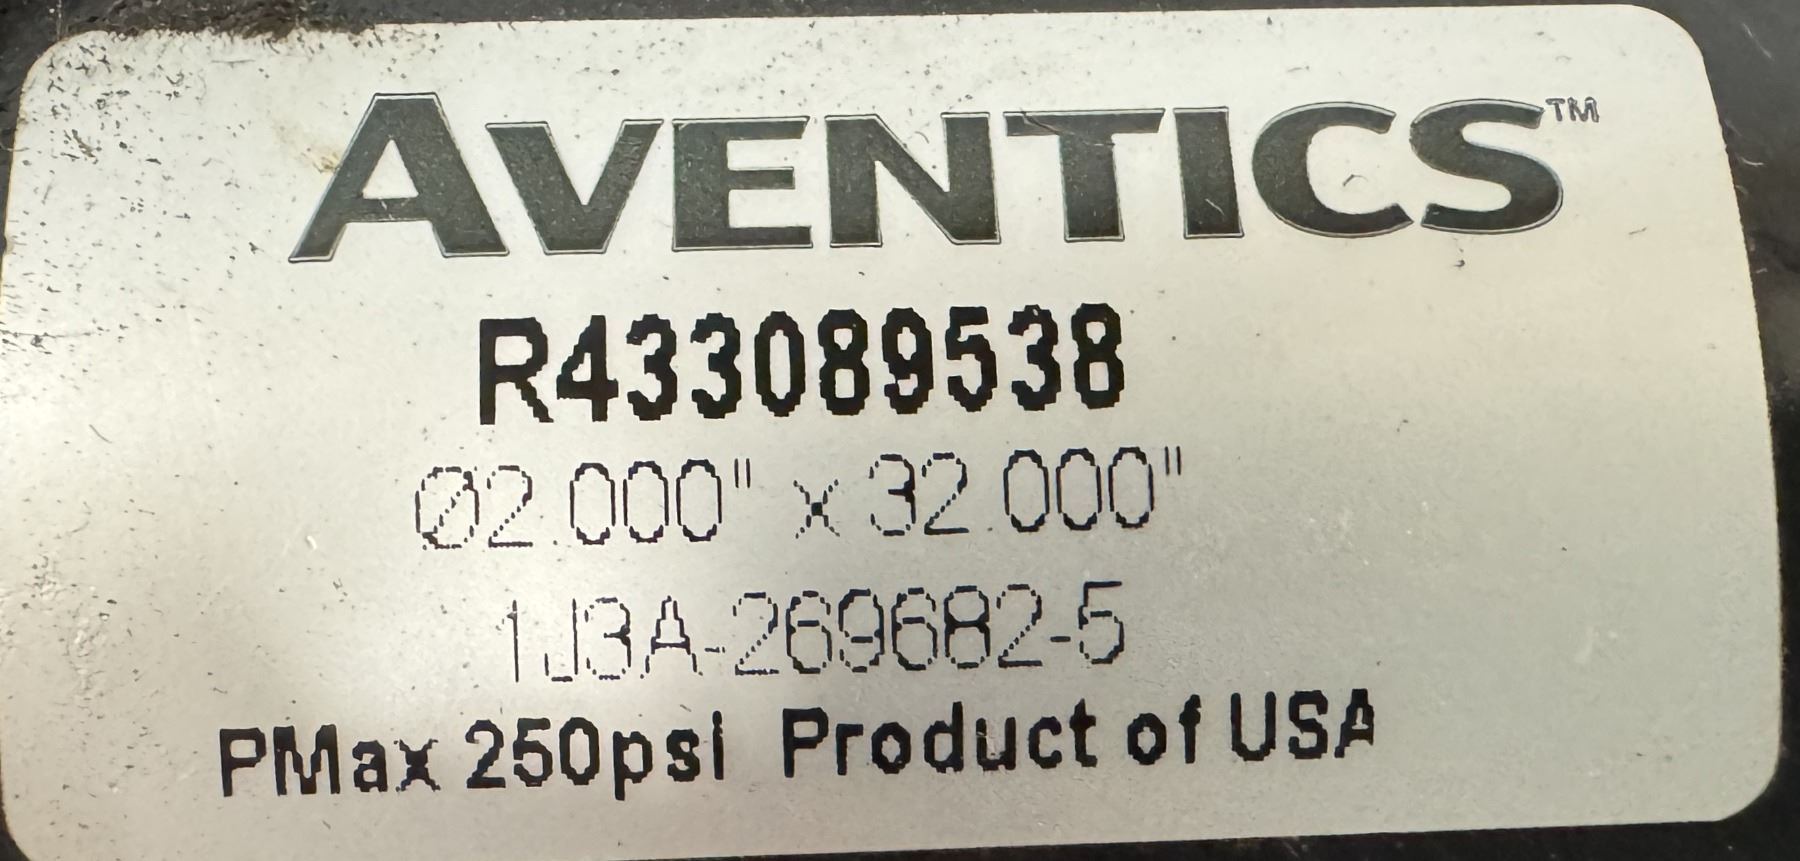 AVENTICS™
R433089538
Ø2.000" x 32.000"
1J3A-269682-5
PMax 250psi Product of USA